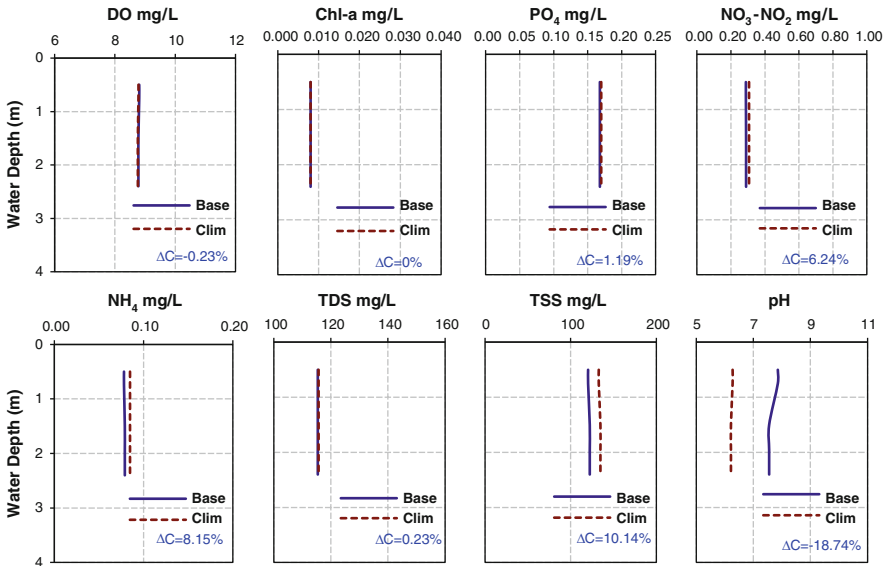 DO mg/L
6 8 10 12
Chl-a mg/L
0.000 0.010 0.020 0.030 0.040
PO₄ mg/L
0.00 0.05 0.10 0.15 0.20 0.25
NO₃-NO₂ mg/L
0.00 0.20 0.40 0.60 0.80 1.00
Water Depth (m)
0
1
2
3
4
Base
Clim
ΔC=-0.23%
Base
Clim
ΔC=0%
Base
Clim
ΔC=1.19%
Base
Clim
ΔC=6.24%
NH₄ mg/L
0.00 0.10 0.20
TDS mg/L
100 120 140 160
TSS mg/L
0 100 200
pH
5 7 9 11
Water Depth (m)
0
1
2
3
4
Base
Clim
ΔC=8.15%
Base
Clim
ΔC=0.23%
Base
Clim
ΔC=10.14%
Base
Clim
ΔC=-18.74%